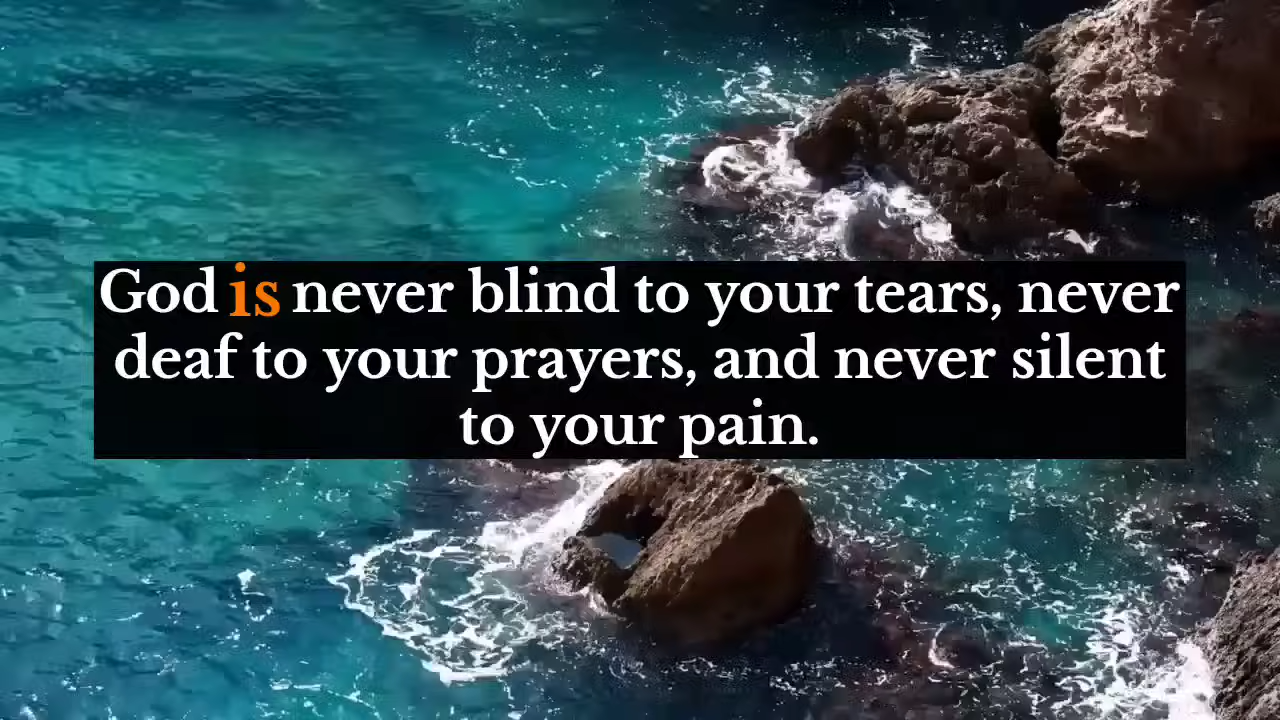 God is never blind to your tears, never
deaf to your prayers, and never silent
to your pain.